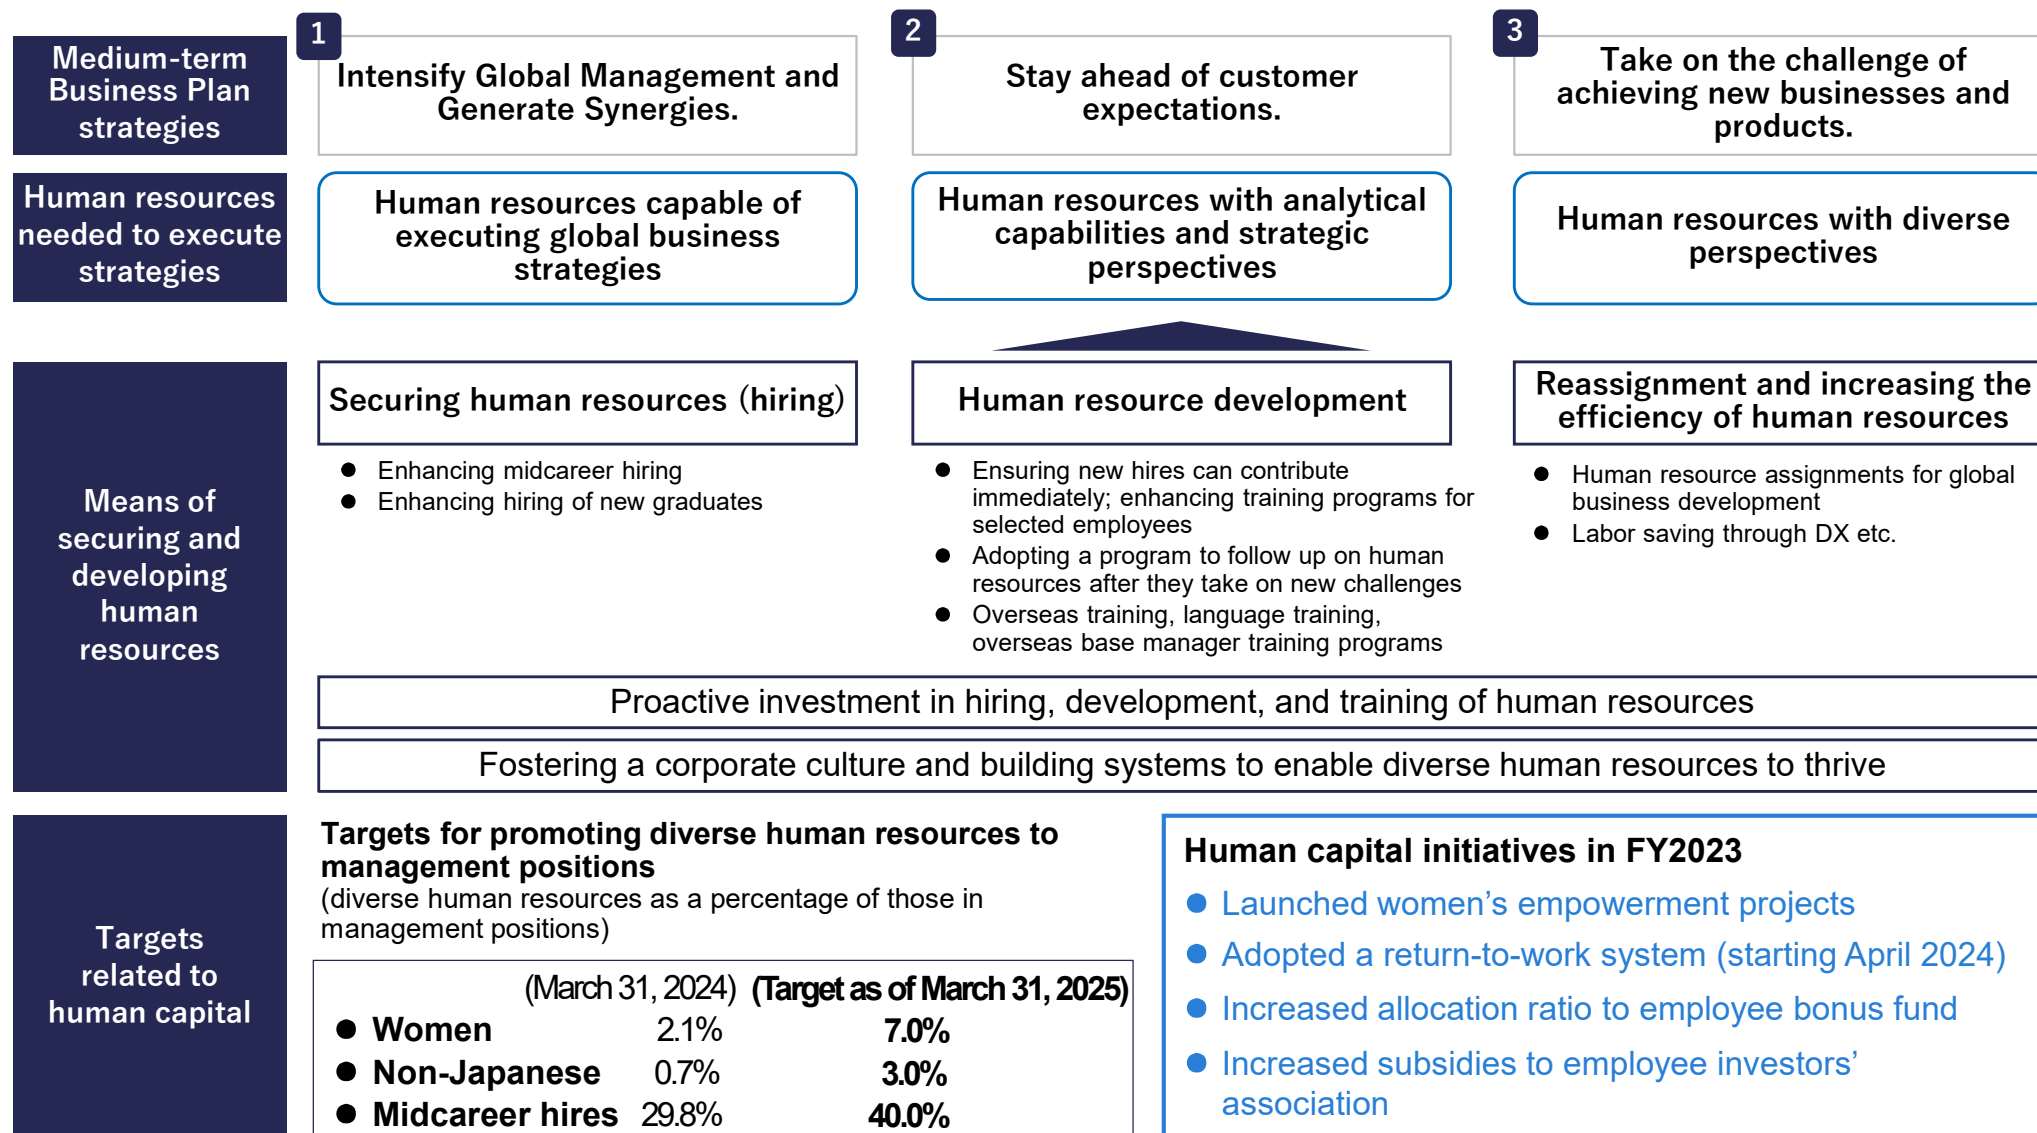 Medium-term
Business Plan
strategies
1
Intensify Global Management and
Generate Synergies.
2
Stay ahead of customer
expectations.
3
Take on the challenge of
achieving new businesses and
products.
Human resources
needed to execute
strategies
Human resources capable of
executing global business
strategies
Human resources with analytical
capabilities and strategic
perspectives
Human resources with diverse
perspectives
Means of
securing and
developing
human
resources
Securing human resources (hiring)
● Enhancing midcareer hiring
● Enhancing hiring of new graduates
Human resource development
● Ensuring new hires can contribute
immediately; enhancing training programs for
selected employees
● Adopting a program to follow up on human
resources after they take on new challenges
● Overseas training, language training,
overseas base manager training programs
Reassignment and increasing the
efficiency of human resources
● Human resource assignments for global
business development
● Labor saving through DX etc.
Proactive investment in hiring, development, and training of human resources
Fostering a corporate culture and building systems to enable diverse human resources to thrive
Targets
related to
human capital
Targets for promoting diverse human resources to
management positions
(diverse human resources as a percentage of those in
management positions)
(March 31, 2024) (Target as of March 31, 2025)
● Women 2.1% 7.0%
● Non-Japanese 0.7% 3.0%
● Midcareer hires 29.8% 40.0%
Human capital initiatives in FY2023
● Launched women’s empowerment projects
● Adopted a return-to-work system (starting April 2024)
● Increased allocation ratio to employee bonus fund
● Increased subsidies to employee investors’
association